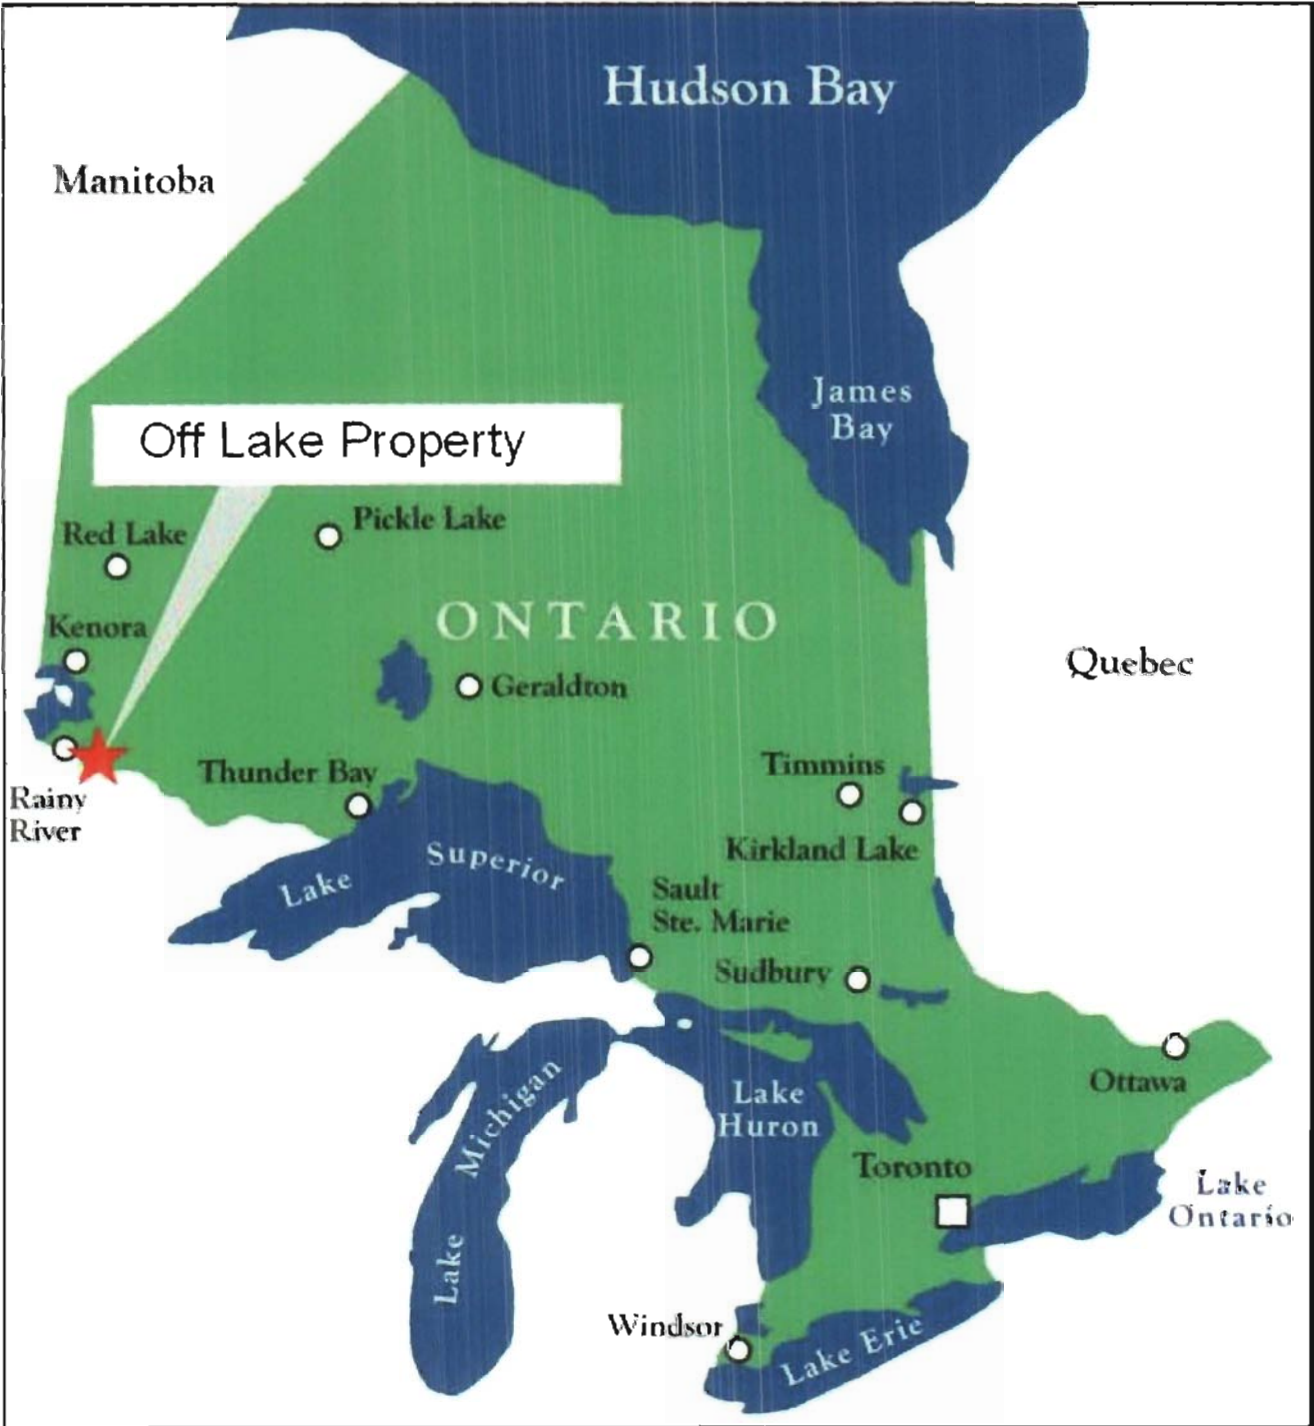 Hudson Bay
Manitoba
James
Bay
Off Lake Property
Pickle Lake
Red Lake
ONTARIO
Kenora
Quebec
Geraldton
Timmins
Thunder Bay
Rainy
River
Kirkland Lake
Lake Superior
Sault
Ste. Marie
Sudbury
Ottawa
Lake Michigan
Lake
Huron
Toronto
Lake
Ontario
Windsor
Lake Erie